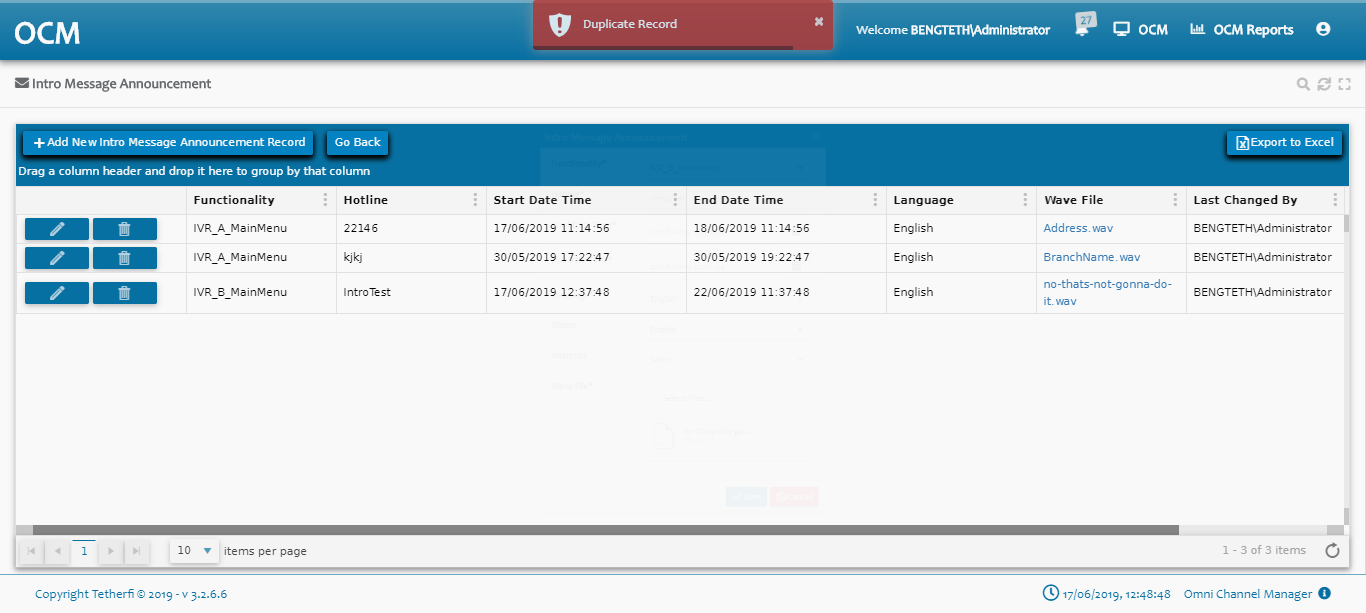 OCM
Duplicate Record
Welcome BENGTETH\Administrator
27
OCM
OCM Reports
Intro Message Announcement
Add New Intro Message Announcement Record
Go Back
Export to Excel
Drag a column header and drop it here to group by that column
Functionality Hotline Start Date Time End Date Time Language Wave File Last Changed By
IVR_A_MainMenu 22146 17/06/2019 11:14:56 18/06/2019 11:14:56 English Address.wav BENGTETH\Administrator
IVR_A_MainMenu kjkj 30/05/2019 17:22:47 30/05/2019 19:22:47 English BranchName.wav BENGTETH\Administrator
IVR_B_MainMenu IntroTest 17/06/2019 12:37:48 22/06/2019 11:37:48 English no-thats-not-gonna-do-
it.wav BENGTETH\Administrator
1
10 items per page
1 - 3 of 3 items
Copyright Tetherfi © 2019 - v 3.2.6.6
17/06/2019, 12:48:48
Omni Channel Manager